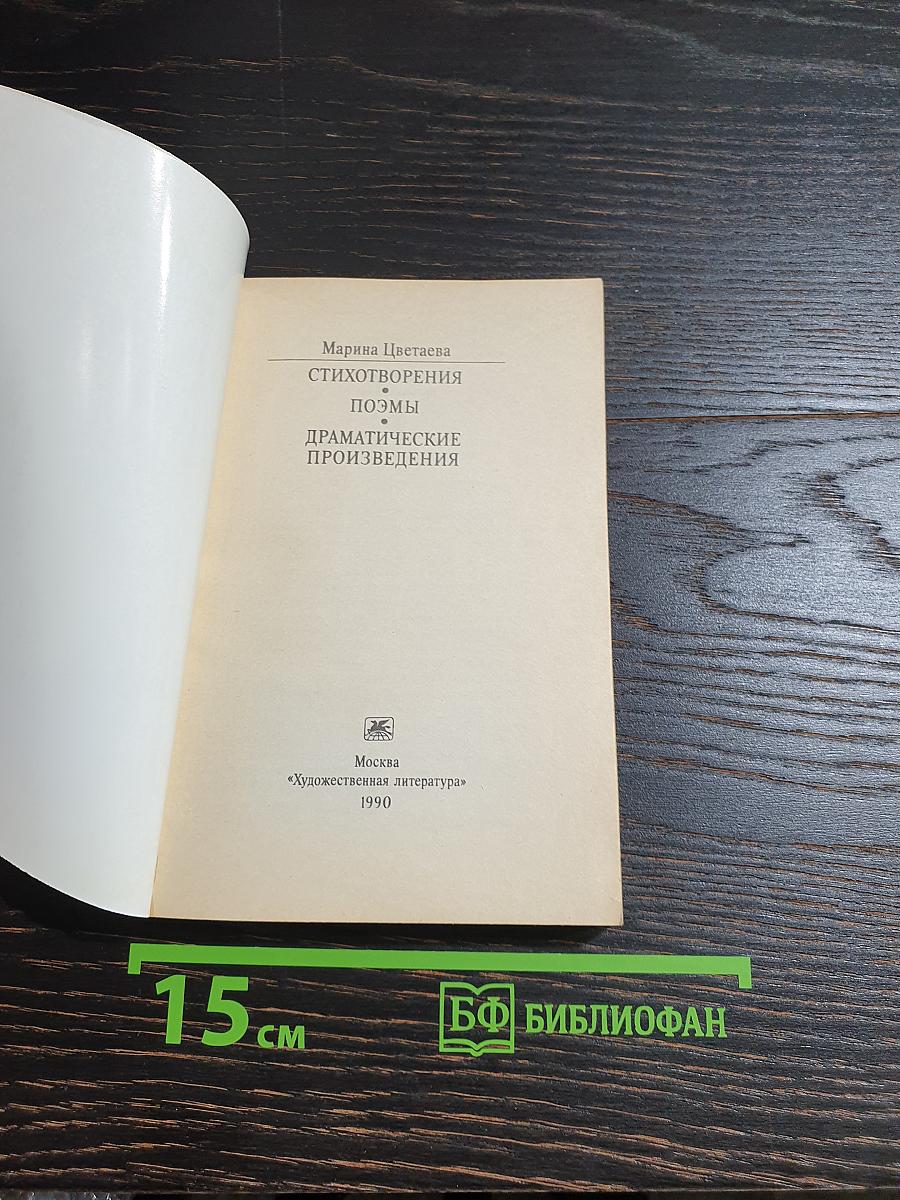 Марина Цветаева
СТИХОТВОРЕНИЯ
•
ПОЭМЫ
•
ДРАМАТИЧЕСКИЕ
ПРОИЗВЕДЕНИЯ
Москва
«Художественная литература»
1990
15 см
БФ БИБЛИОФАН